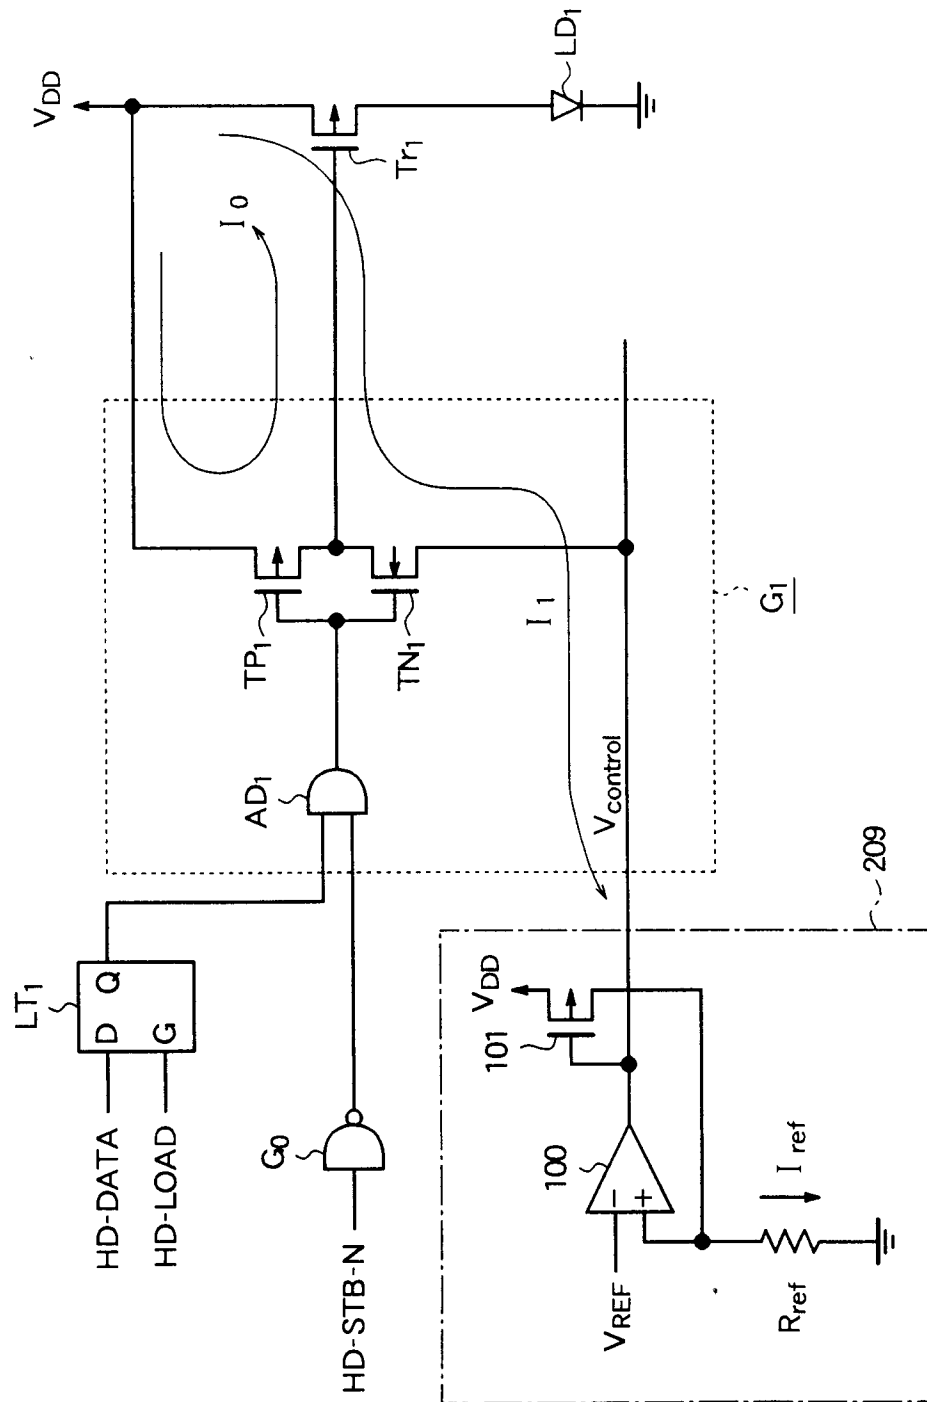 VDD
LD1
Tr1
I0
TP1
TN1
I1
G1
AD1
Vcontrol
209
LT1
D Q
G
HD-DATA
HD-LOAD
G0
HD-STB-N
VDD
101
100
−
+
VREF
Iref
Rref